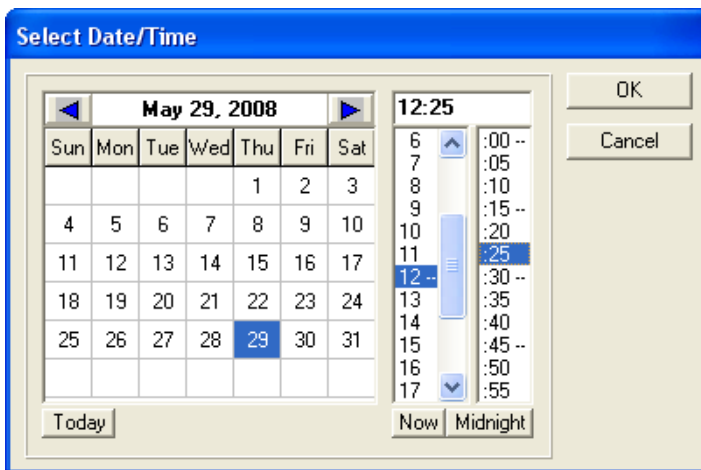 Select Date/Time
May 29, 2008
Sun Mon Tue Wed Thu Fri Sat
1 2 3
4 5 6 7 8 9 10
11 12 13 14 15 16 17
18 19 20 21 22 23 24
25 26 27 28 29 30 31
Today
12:25
6 :00 --
7 :05
8 :10
9 :15 --
10 :20
11 :25
12 -- :30 --
13 :35
14 :40
15 :45 --
16 :50
17 :55
Now Midnight
OK
Cancel